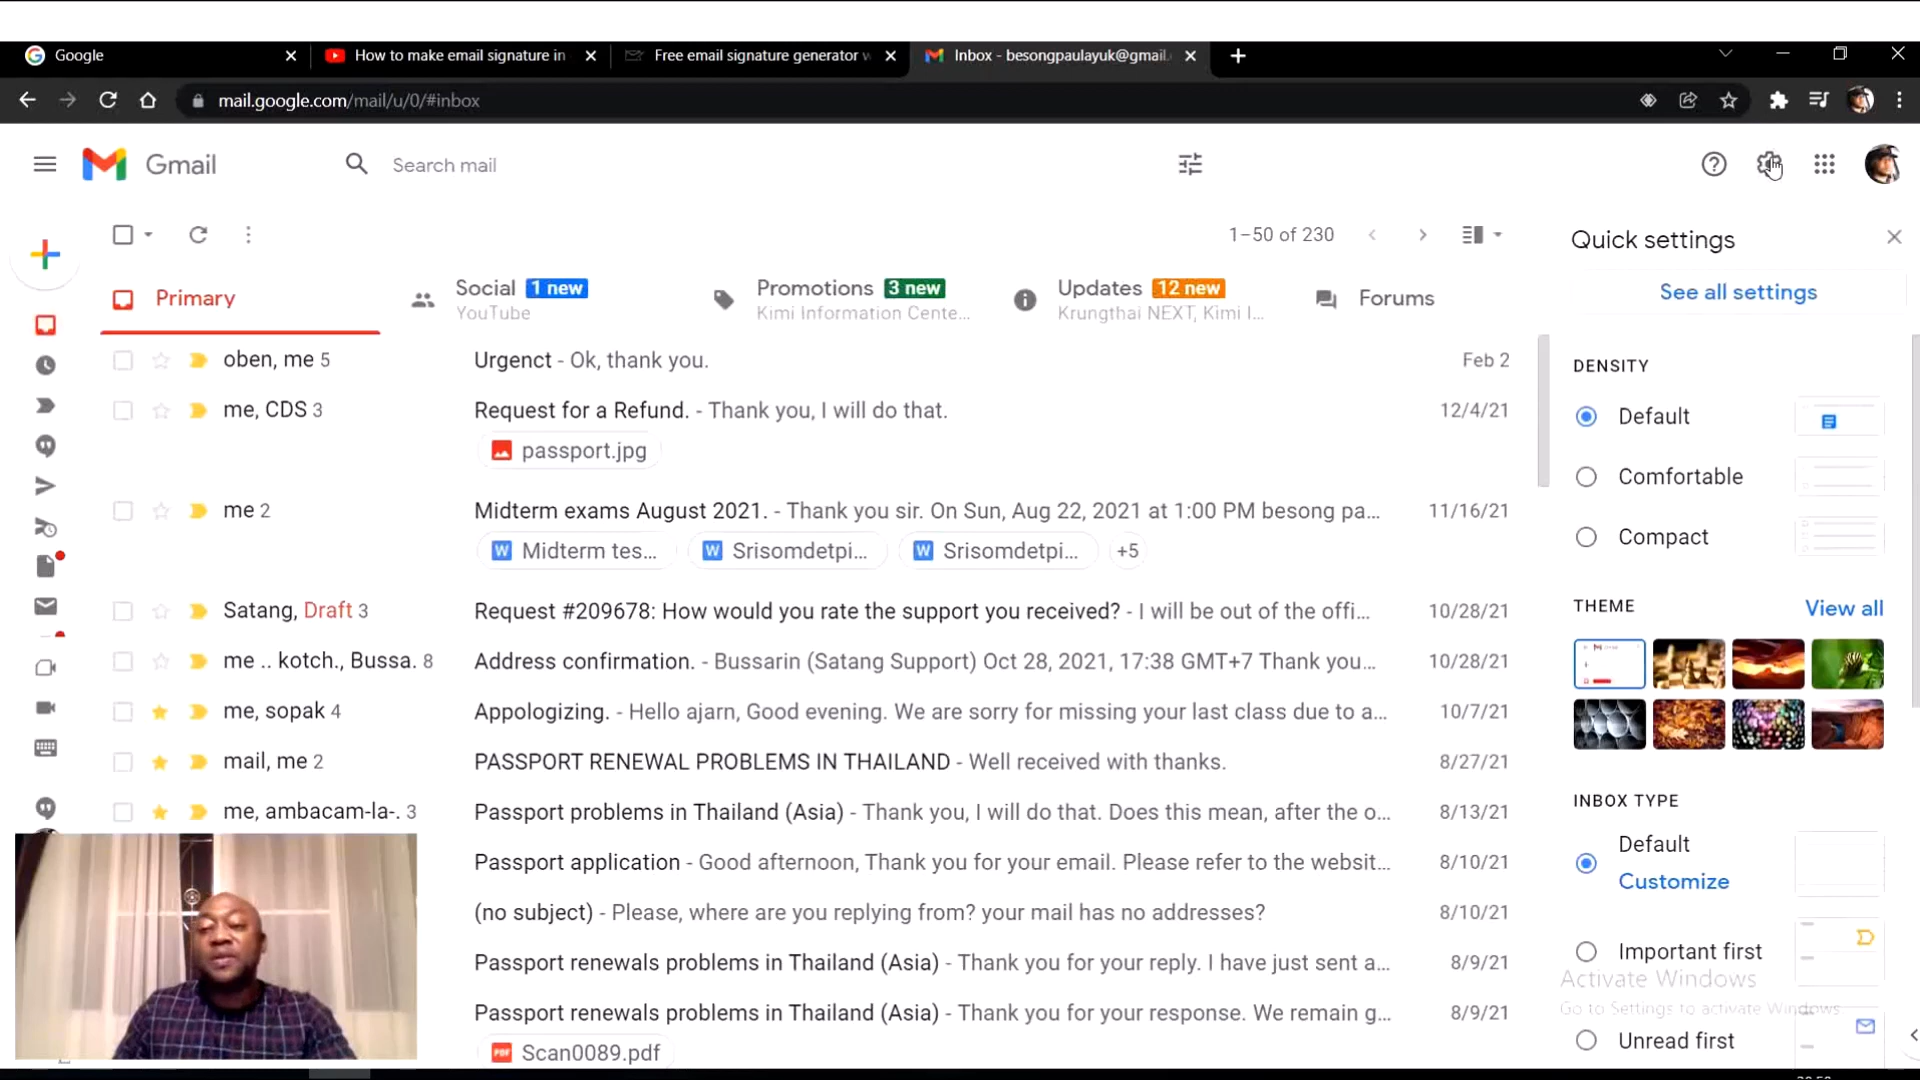 Google
How to make email signature in
Free email signature generator w
Inbox - besongpaulayuk@gmail.
mail.google.com/mail/u/0/#inbox
Gmail
Search mail
1–50 of 230
Quick settings
See all settings
Primary
Social 1 new
YouTube
Promotions 3 new
Kimi Information Cente...
Updates 12 new
Krungthai NEXT, Kimi I...
Forums
oben, me 5 Urgenct - Ok, thank you. Feb 2
me, CDS 3 Request for a Refund. - Thank you, I will do that. 12/4/21
passport.jpg
me 2 Midterm exams August 2021. - Thank you sir. On Sun, Aug 22, 2021 at 1:00 PM besong pa... 11/16/21
W Midterm tes... W Srisomdetpi... W Srisomdetpi... +5
Satang, Draft 3 Request #209678: How would you rate the support you received? - I will be out of the offi... 10/28/21
me .. kotch., Bussa. 8 Address confirmation. - Bussarin (Satang Support) Oct 28, 2021, 17:38 GMT+7 Thank you... 10/28/21
me, sopak 4 Appologizing. - Hello ajarn, Good evening. We are sorry for missing your last class due to a... 10/7/21
mail, me 2 PASSPORT RENEWAL PROBLEMS IN THAILAND - Well received with thanks. 8/27/21
me, ambacam-la-. 3 Passport problems in Thailand (Asia) - Thank you, I will do that. Does this mean, after the o... 8/13/21
Passport application - Good afternoon, Thank you for your email. Please refer to the websit... 8/10/21
(no subject) - Please, where are you replying from? your mail has no addresses? 8/10/21
Passport renewals problems in Thailand (Asia) - Thank you for your reply. I have just sent a... 8/9/21
Passport renewals problems in Thailand (Asia) - Thank you for your response. We remain g... 8/9/21
PDF Scan0089.pdf
DENSITY
Default
Comfortable
Compact
THEME View all
INBOX TYPE
Default
Customize
Important first
Activate Windows
Go to Settings to activate Windows.
Unread first